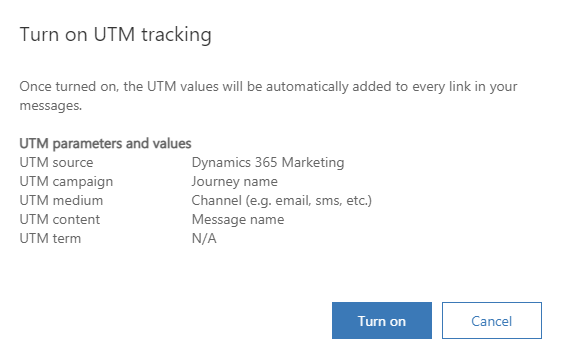 Turn on UTM tracking
Once turned on, the UTM values will be automatically added to every link in your
messages.
UTM parameters and values
UTM source Dynamics 365 Marketing
UTM campaign Journey name
UTM medium Channel (e.g. email, sms, etc.)
UTM content Message name
UTM term N/A
Turn on Cancel